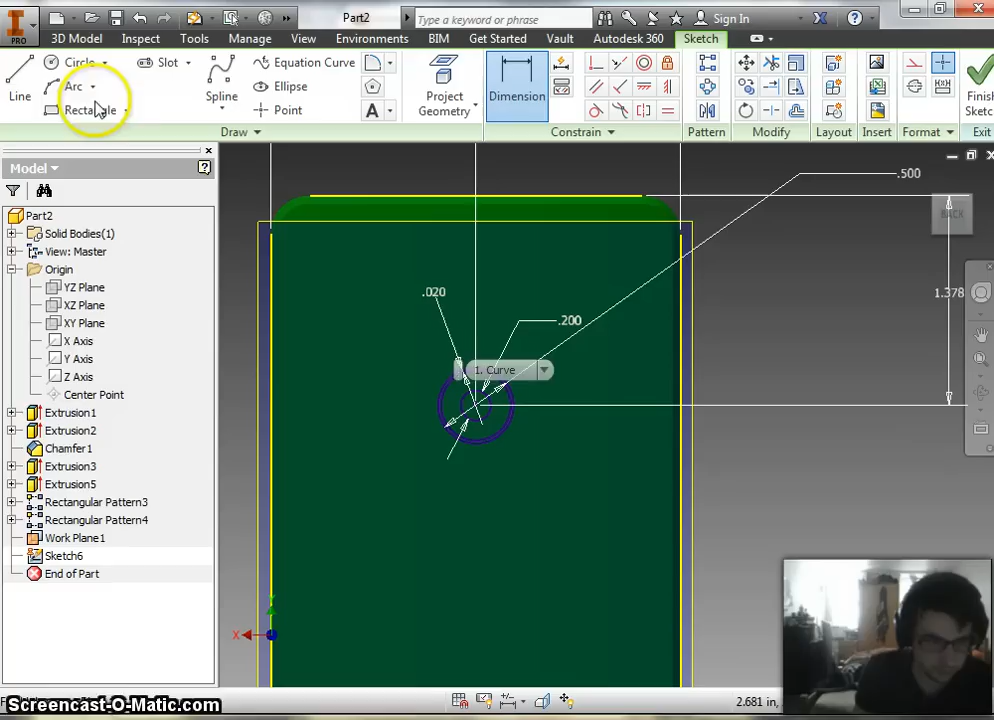 Part2
Type a keyword or phrase
Sign In
PRO
3D Model
Inspect
Tools
Manage
View
Environments
BIM
Get Started
Vault
Autodesk 360
Sketch
Line
Circle
Arc
Rectangle
Slot
Spline
Equation Curve
Ellipse
Point
A
Project
Geometry
Dimension
Finish
Sketc
Draw
Constrain
Pattern
Modify
Layout
Insert
Format
Exit
Model
Part2
Solid Bodies(1)
View: Master
Origin
YZ Plane
XZ Plane
XY Plane
X Axis
Y Axis
Z Axis
Center Point
Extrusion1
Extrusion2
Chamfer1
Extrusion3
Extrusion5
Rectangular Pattern3
Rectangular Pattern4
Work Plane1
Sketch6
End of Part
.500
BACK
1.378
.020
.200
1. Curve
X
Screencast-O-Matic.com
2.681 in,